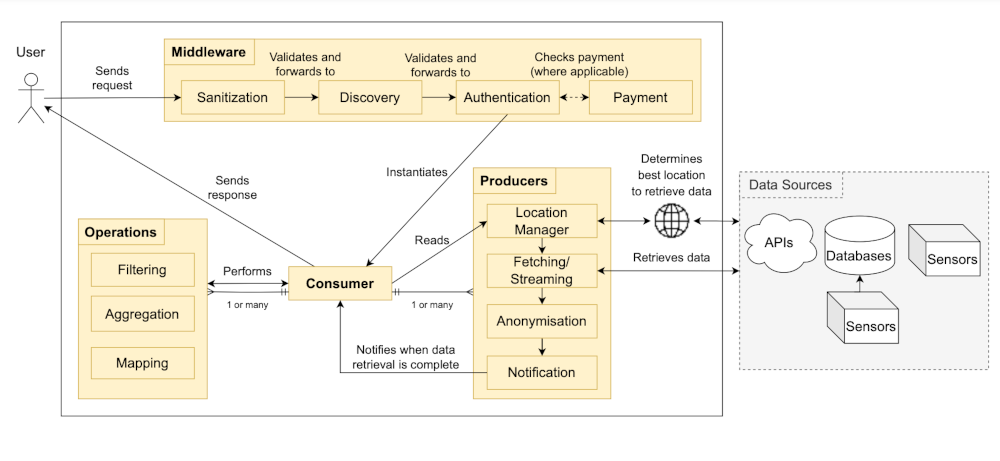 User
Sends
request
Middleware
Validates and
forwards to
Validates and
forwards to
Checks payment
(where applicable)
Sanitization
Discovery
Authentication
Payment
Instantiates
Sends
response
Producers
Determines
best location
to retrieve data
Location
Manager
Reads
Fetching/
Streaming
Retrieves data
Anonymisation
Notification
Data Sources
APIs
Databases
Sensors
Sensors
Operations
Filtering
Aggregation
Mapping
Performs
1 or many
Consumer
1 or many
Notifies when data
retrieval is complete